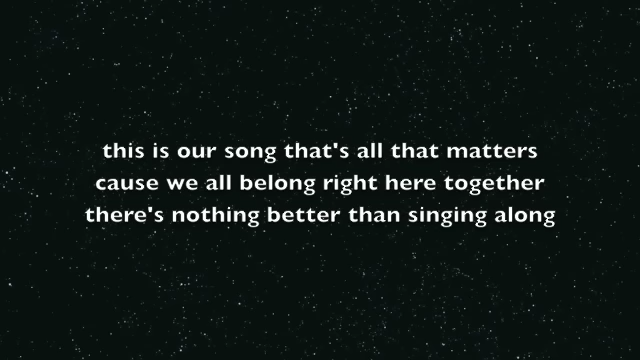 this is our song that's all that matters
cause we all belong right here together
there's nothing better than singing along